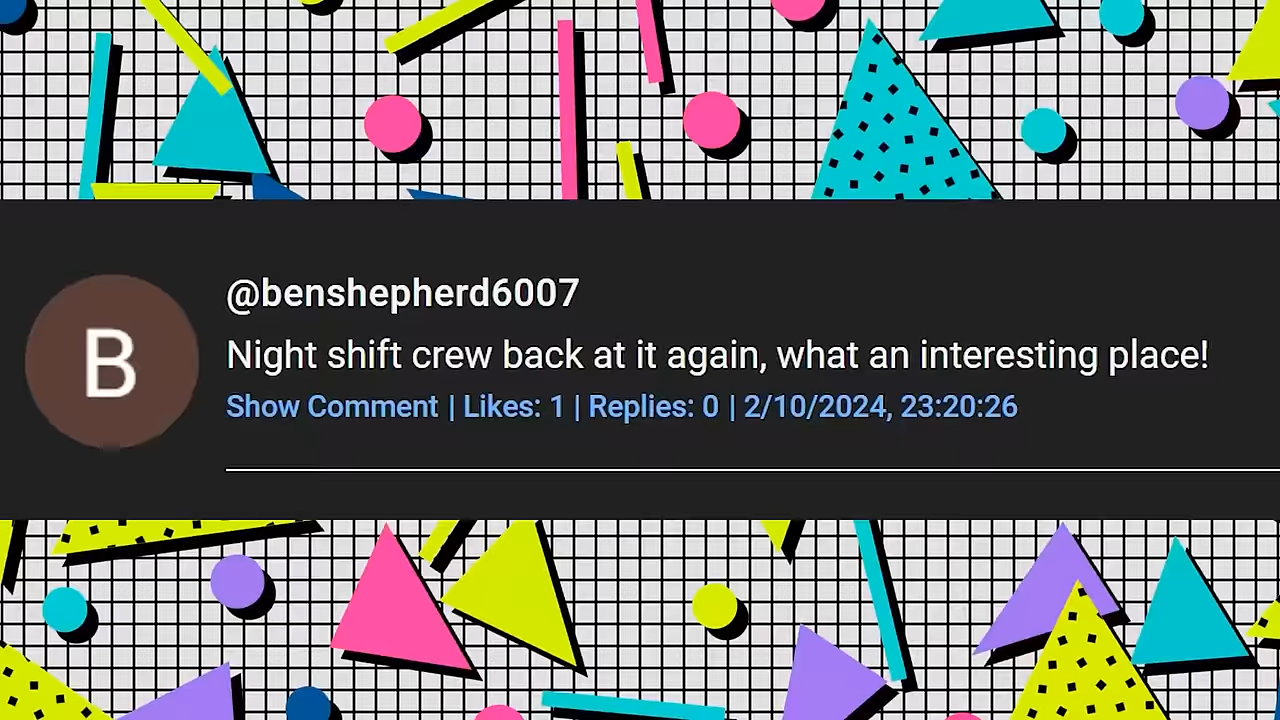 B
@benshepherd6007
Night shift crew back at it again, what an interesting place!
Show Comment | Likes: 1 | Replies: 0 | 2/10/2024, 23:20:26